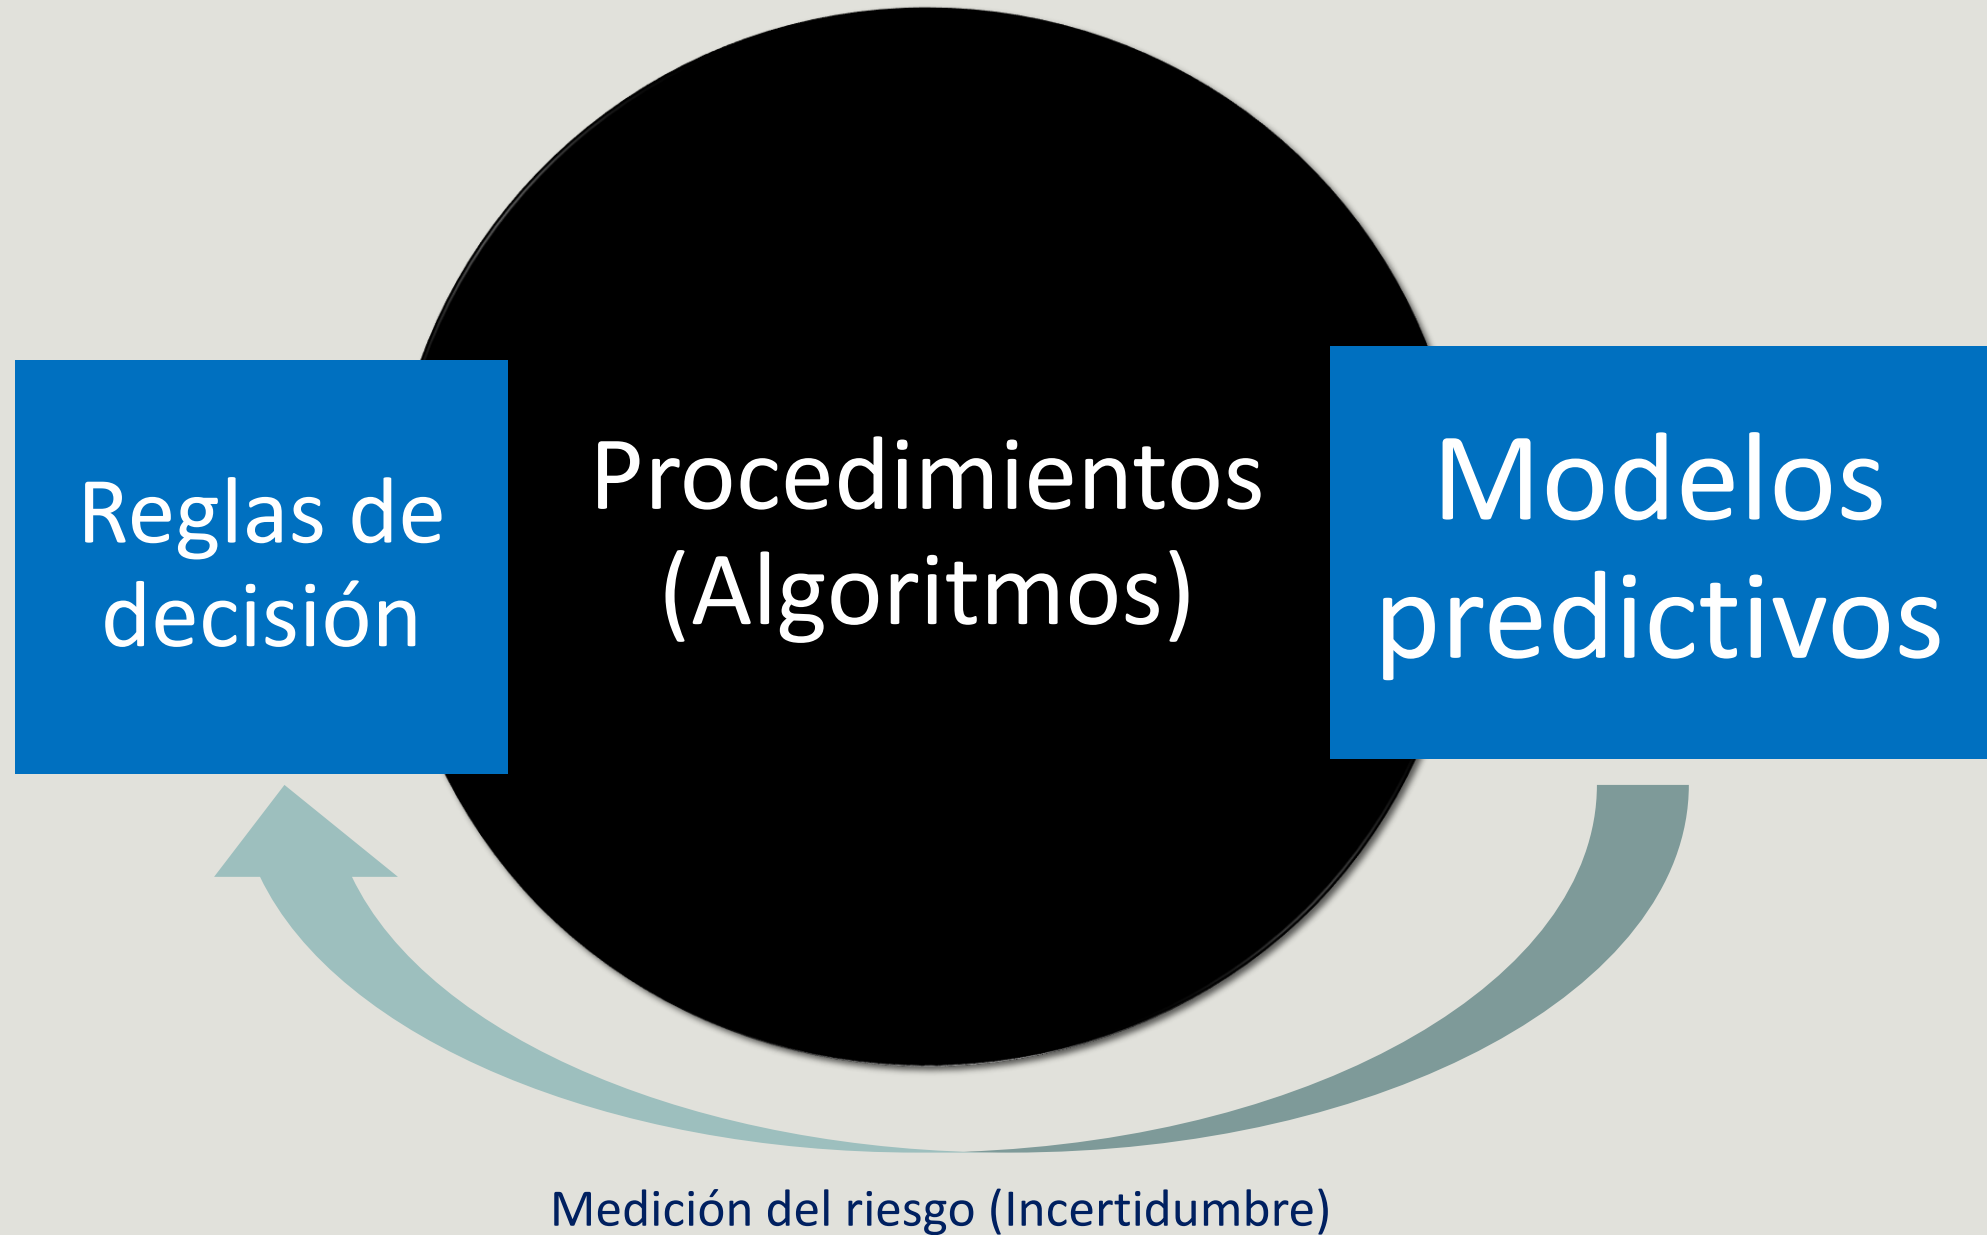 Reglas de
decisión
Procedimientos
(Algoritmos)
Modelos
predictivos
Medición del riesgo (Incertidumbre)